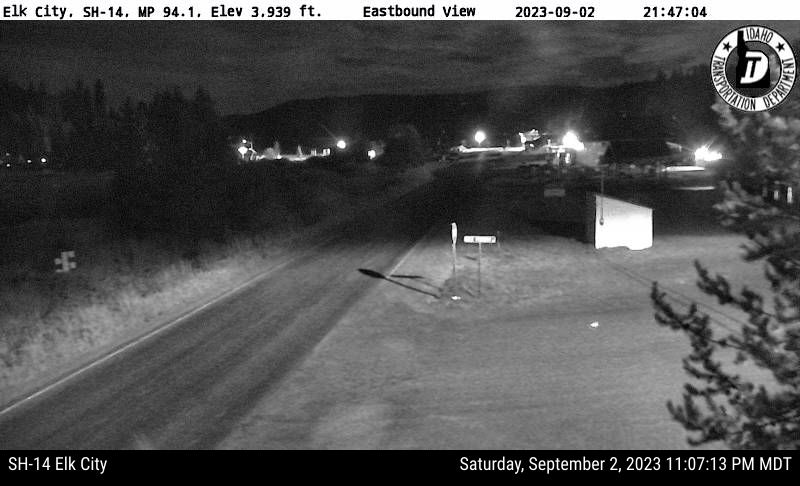 Elk City, SH-14, MP 94.1, Elev 3,939 ft. Eastbound View 2023-09-02 21:47:04
IDAHO
TRANSPORTATION DEPARTMENT
SH-14 Elk City Saturday, September 2, 2023 11:07:13 PM MDT